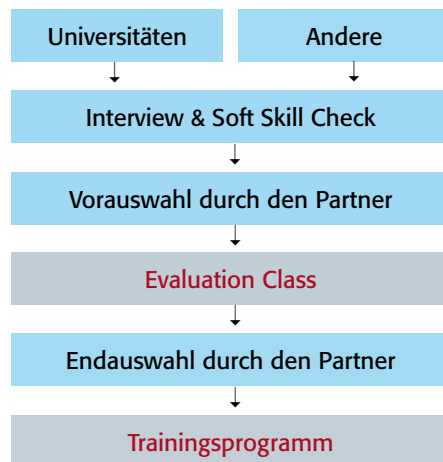 Universitäten
Andere
Interview & Soft Skill Check
Vorauswahl durch den Partner
Evaluation Class
Endauswahl durch den Partner
Trainingsprogramm